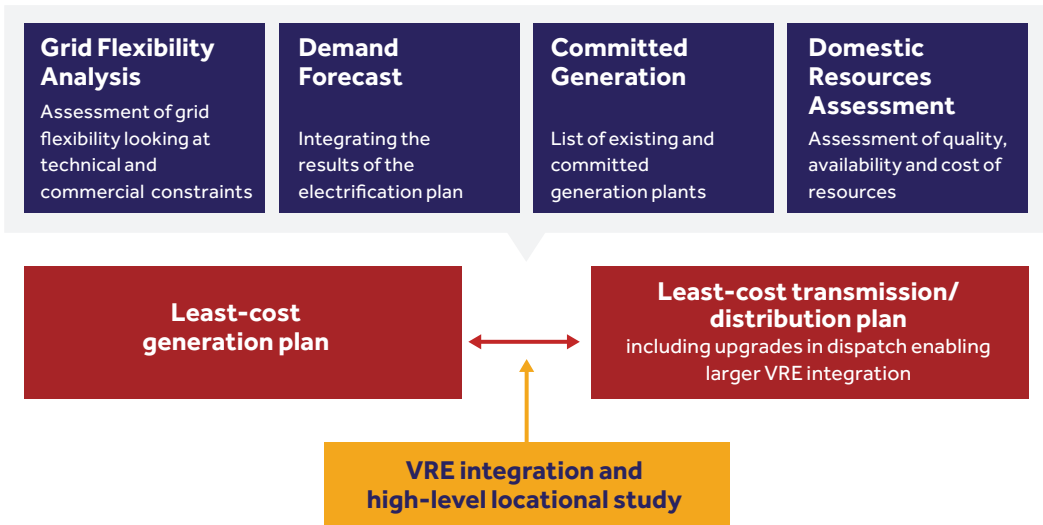 Grid Flexibility
Analysis
Assessment of grid
flexibility looking at
technical and
commercial constraints
Demand
Forecast
Integrating the
results of the
electrification plan
Committed
Generation
List of existing and
committed
generation plants
Domestic
Resources
Assessment
Assessment of quality,
availability and cost of
resources
Least-cost
generation plan
Least-cost transmission/
distribution plan
including upgrades in dispatch enabling
larger VRE integration
VRE integration and
high-level locational study